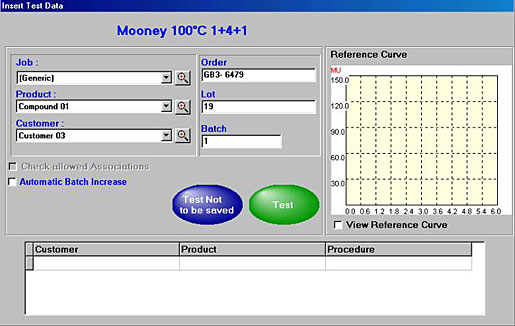 Insert Test Data
Mooney 100°C 1+4+1
Job :
(Generic)
Product :
Compound 01
Customer :
Customer 03
Order
GB3- 6479
Lot
19
Batch
1
Check allowed Associations
Automatic Batch Increase
Test Not
to be saved
Test
Reference Curve
MU
150.0
120.0
90.0
60.0
30.0
0.0 0.6 1.2 1.8 2.4 3.0 3.6 4.2 4.8 5.4 6.0
View Reference Curve
Customer Product Procedure